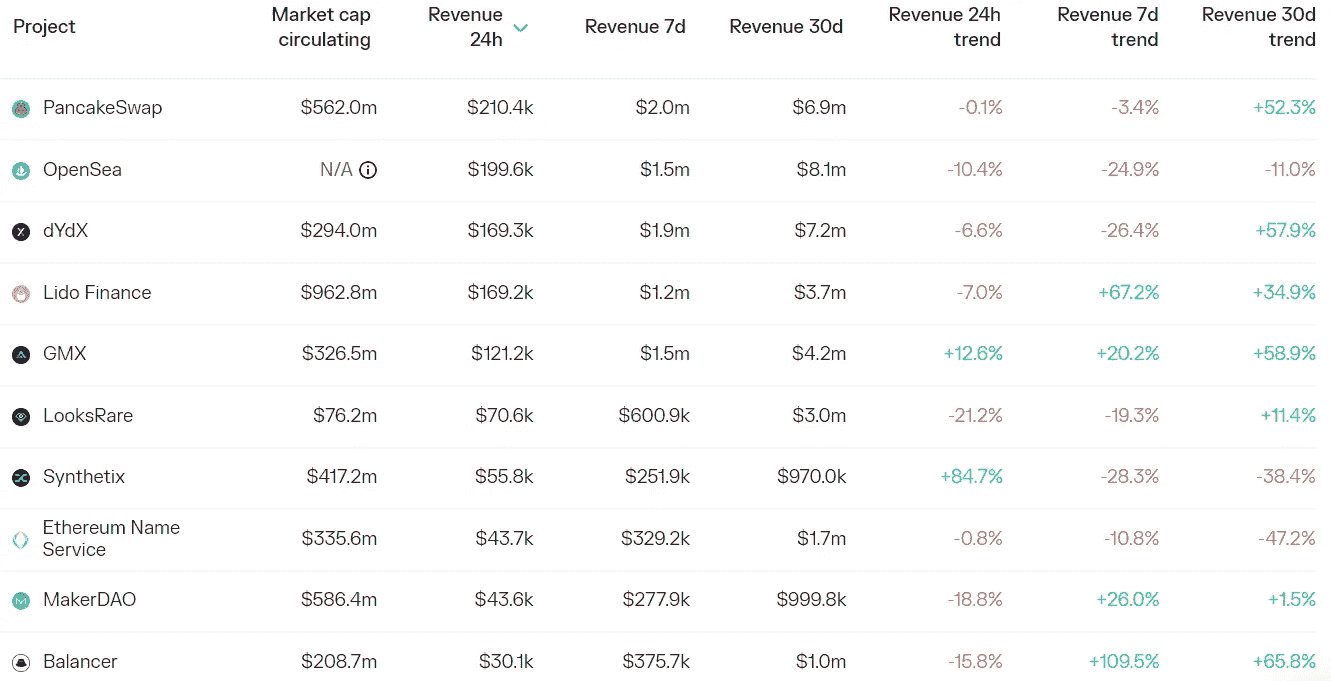 Project Market cap circulating Revenue 24h Revenue 7d Revenue 30d Revenue 24h trend Revenue 7d trend Revenue 30d trend
PancakeSwap $562.0m $210.4k $2.0m $6.9m -0.1% -3.4% +52.3%
OpenSea N/A $199.6k $1.5m $8.1m -10.4% -24.9% -11.0%
dYdX $294.0m $169.3k $1.9m $7.2m -6.6% -26.4% +57.9%
Lido Finance $962.8m $169.2k $1.2m $3.7m -7.0% +67.2% +34.9%
GMX $326.5m $121.2k $1.5m $4.2m +12.6% +20.2% +58.9%
LooksRare $76.2m $70.6k $600.9k $3.0m -21.2% -19.3% +11.4%
Synthetix $417.2m $55.8k $251.9k $970.0k +84.7% -28.3% -38.4%
Ethereum Name Service $335.6m $43.7k $329.2k $1.7m -0.8% -10.8% -47.2%
MakerDAO $586.4m $43.6k $277.9k $999.8k -18.8% +26.0% +1.5%
Balancer $208.7m $30.1k $375.7k $1.0m -15.8% +109.5% +65.8%